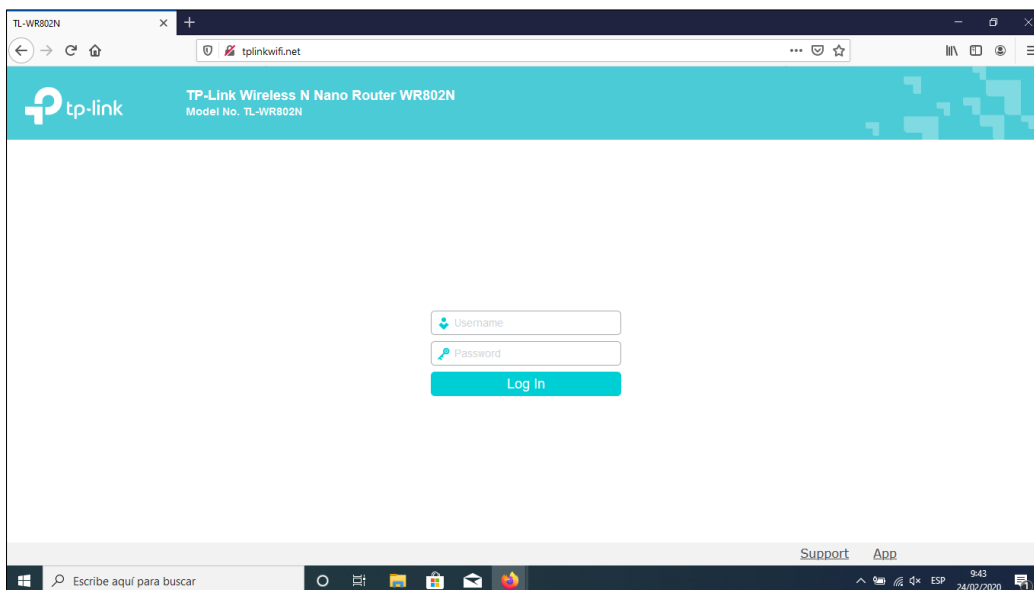 TL-WR802N
tplinkwifi.net
tp-link
TP-Link Wireless N Nano Router WR802N
Model No. TL-WR802N
Username
Password
Log In
Support App
Escribe aquí para buscar
ESP
9:43
24/02/2020
1